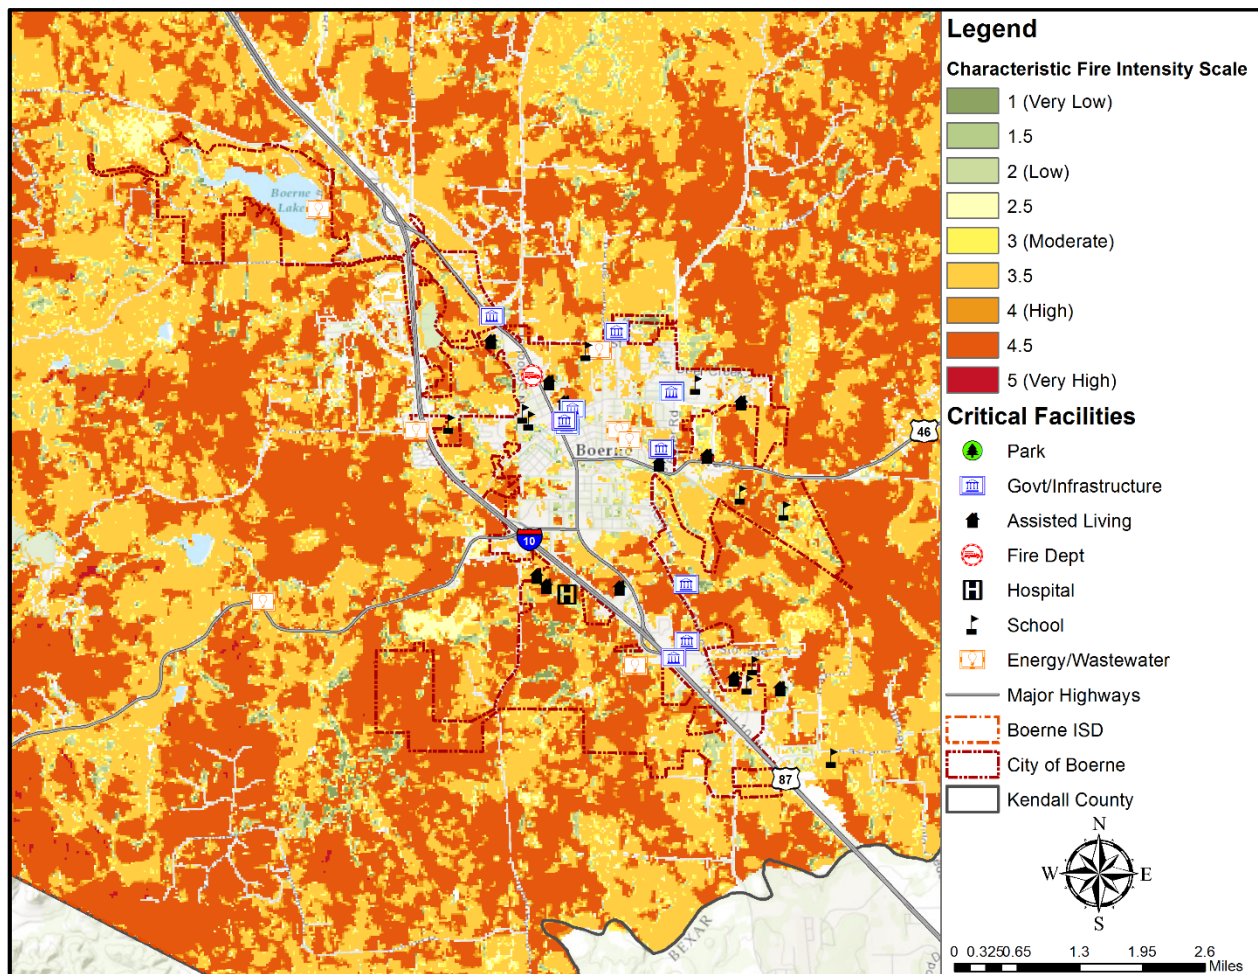 Boerne
Lake
Boerne
46
10
87
BEXAR
Legend
Characteristic Fire Intensity Scale
1 (Very Low)
1.5
2 (Low)
2.5
3 (Moderate)
3.5
4 (High)
4.5
5 (Very High)
Critical Facilities
Park
Govt/Infrastructure
Assisted Living
Fire Dept
H Hospital
School
Energy/Wastewater
Major Highways
Boerne ISD
City of Boerne
Kendall County
N
W E
S
0 0.325 0.65 1.3 1.95 2.6
Miles